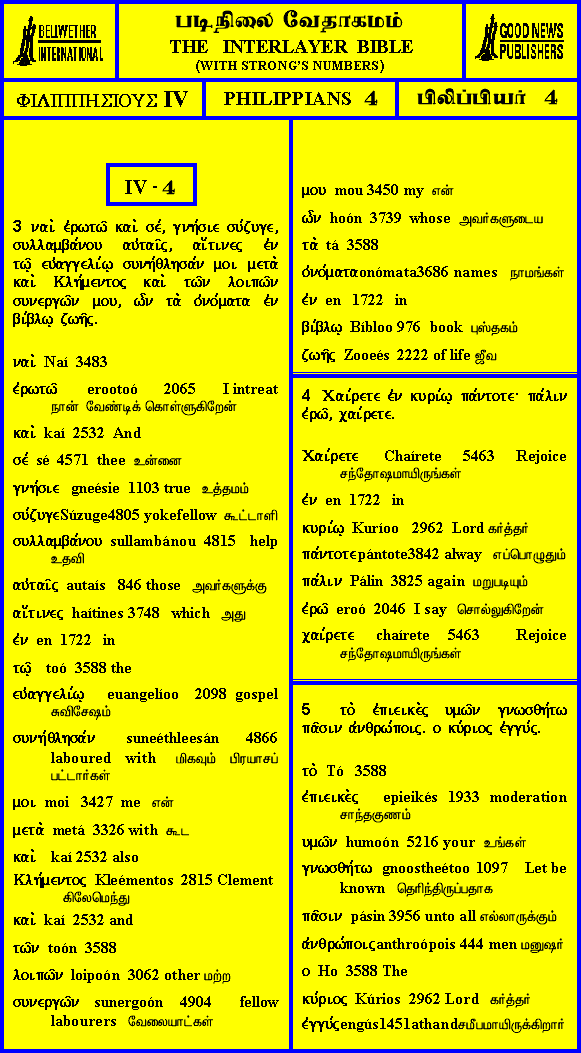 BELLWETHER
INTERNATIONAL
படிநிலை வேதாகமம்
THE INTERLAYER BIBLE
(WITH STRONG'S NUMBERS)
GOOD NEWS
PUBLISHERS
ΦΙΛΙΠΠΗΣΙΟΥΣ IV
PHILIPPIANS 4
பிலிப்பியர் 4
IV - 4
3 ναὶ ἐρωτῶ καὶ σέ, γνήσιε σύζυγε,
συλλαμβάνου αὐταῖς, αἵτινες ἐν
τῷ εὐαγγελίῳ συνήθλησάν μοι μετὰ
καὶ Κλήμεντος καὶ τῶν λοιπῶν
συνεργῶν μου, ὧν τὰ ὀνόματα ἐν
βίβλῳ ζωῆς.
ναὶ Naí 3483
ἐρωτῶ erootoó 2065 I intreat
நான் வேண்டிக் கொள்ளுகிறேன்
καὶ kaí 2532 And
σέ sé 4571 thee உன்னை
γνήσιε gneésie 1103 true உத்தமம்
σύζυγε Súzuge4805 yokefellow கூட்டாளி
συλλαμβάνου sullambánou 4815 help
உதவி
αὐταῖς autaís 846 those அவர்களுக்கு
αἵτινες haítines 3748 which அது
ἐν en 1722 in
τῷ toó 3588 the
εὐαγγελίῳ euangelíoo 2098 gospel
சுவிசேஷம்
συνήθλησάν suneéthleesán 4866
laboured with மிகவும் பிரயாசப்
பட்டார்கள்
μοι moi 3427 me என்
μετὰ metá 3326 with கூட
καὶ kaí 2532 also
Κλήμεντος Kleémentos 2815 Clement
கிலேமெந்து
καὶ kaí 2532 and
τῶν toón 3588
λοιπῶν loipoón 3062 other மற்ற
συνεργῶν sunergoón 4904 fellow
labourers வேலையாட்கள்
μου mou 3450 my என்
ὧν hoón 3739 whose அவர்களுடைய
τὰ tá 3588
ὀνόματα onómata3686 names நாமங்கள்
ἐν en 1722 in
βίβλῳ Bíbloo 976 book புஸ்தகம்
ζωῆς Zooeés 2222 of life ஜீவ
4 Χαίρετε ἐν κυρίῳ πάντοτε· πάλιν
ἐρῶ, χαίρετε.
Χαίρετε Chaírete 5463 Rejoice
சந்தோஷமாயிருங்கள்
ἐν en 1722 in
κυρίῳ Kuríoo 2962 Lord கர்த்தர்
πάντοτε pántote3842 alway எப்பொழுதும்
πάλιν Pálin 3825 again மறுபடியும்
ἐρῶ eroó 2046 I say சொல்லுகிறேன்
χαίρετε chaírete 5463 Rejoice
சந்தோஷமாயிருங்கள்
5 τὸ ἐπιεικὲς υμῶν γνωσθήτω
πᾶσιν ἀνθρώποις. ο κύριος ἐγγύς.
τὸ Tó 3588
ἐπιεικὲς epieikés 1933 moderation
சாந்தகுணம்
υμῶν humoón 5216 your உங்கள்
γνωσθήτω gnoostheétoo 1097 Let be
known தெரிந்திருப்பதாக
πᾶσιν pásin 3956 unto all எல்லாருக்கும்
ἀνθρώποις anthroópois 444 men மனுஷர்
ο Ho 3588 The
κύριος Kúrios 2962 Lord கர்த்தர்
ἐγγύς engús1451athand சமீபமாயிருக்கிறார்